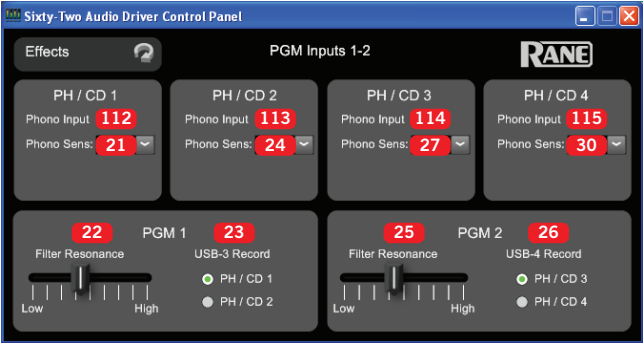 Sixty-Two Audio Driver Control Panel
Effects
PGM Inputs 1-2
RANE
PH / CD 1
Phono Input 112
Phono Sens: 21
PH / CD 2
Phono Input 113
Phono Sens: 24
PH / CD 3
Phono Input 114
Phono Sens: 27
PH / CD 4
Phono Input 115
Phono Sens: 30
22 PGM 1 23
Filter Resonance USB-3 Record
PH / CD 1
PH / CD 2
Low High
25 PGM 2 26
Filter Resonance USB-4 Record
PH / CD 3
PH / CD 4
Low High